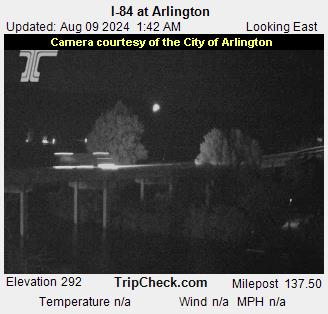 I-84 at Arlington
Updated: Aug 09 2024 1:42 AM Looking East
Camera courtesy of the City of Arlington
Elevation 292 TripCheck.com Milepost 137.50
Temperature n/a Wind n/a MPH n/a